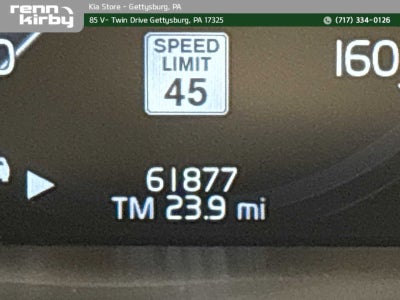 renn
kirby
Kia Store - Gettysburg, PA
85 V- Twin Drive Gettysburg, PA 17325
(717) 334-0126
0
SPEED
LIMIT
45
160
61877
TM 23.9 mi